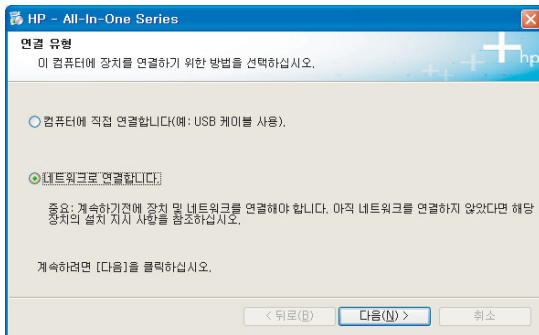 HP - All-In-One Series
연결 유형
이 컴퓨터에 장치를 연결하기 위한 방법을 선택하십시오.
hp
컴퓨터에 직접 연결합니다(예: USB 케이블 사용).
네트워크로 연결합니다.
중요: 계속하기전에 장치 및 네트워크를 연결해야 합니다. 아직 네트워크를 연결하지 않았다면 해당
장치의 설치 지시 사항을 참조하십시오.
계속하려면 [다음]을 클릭하십시오.
< 뒤로(B) 다음(N) > 취소